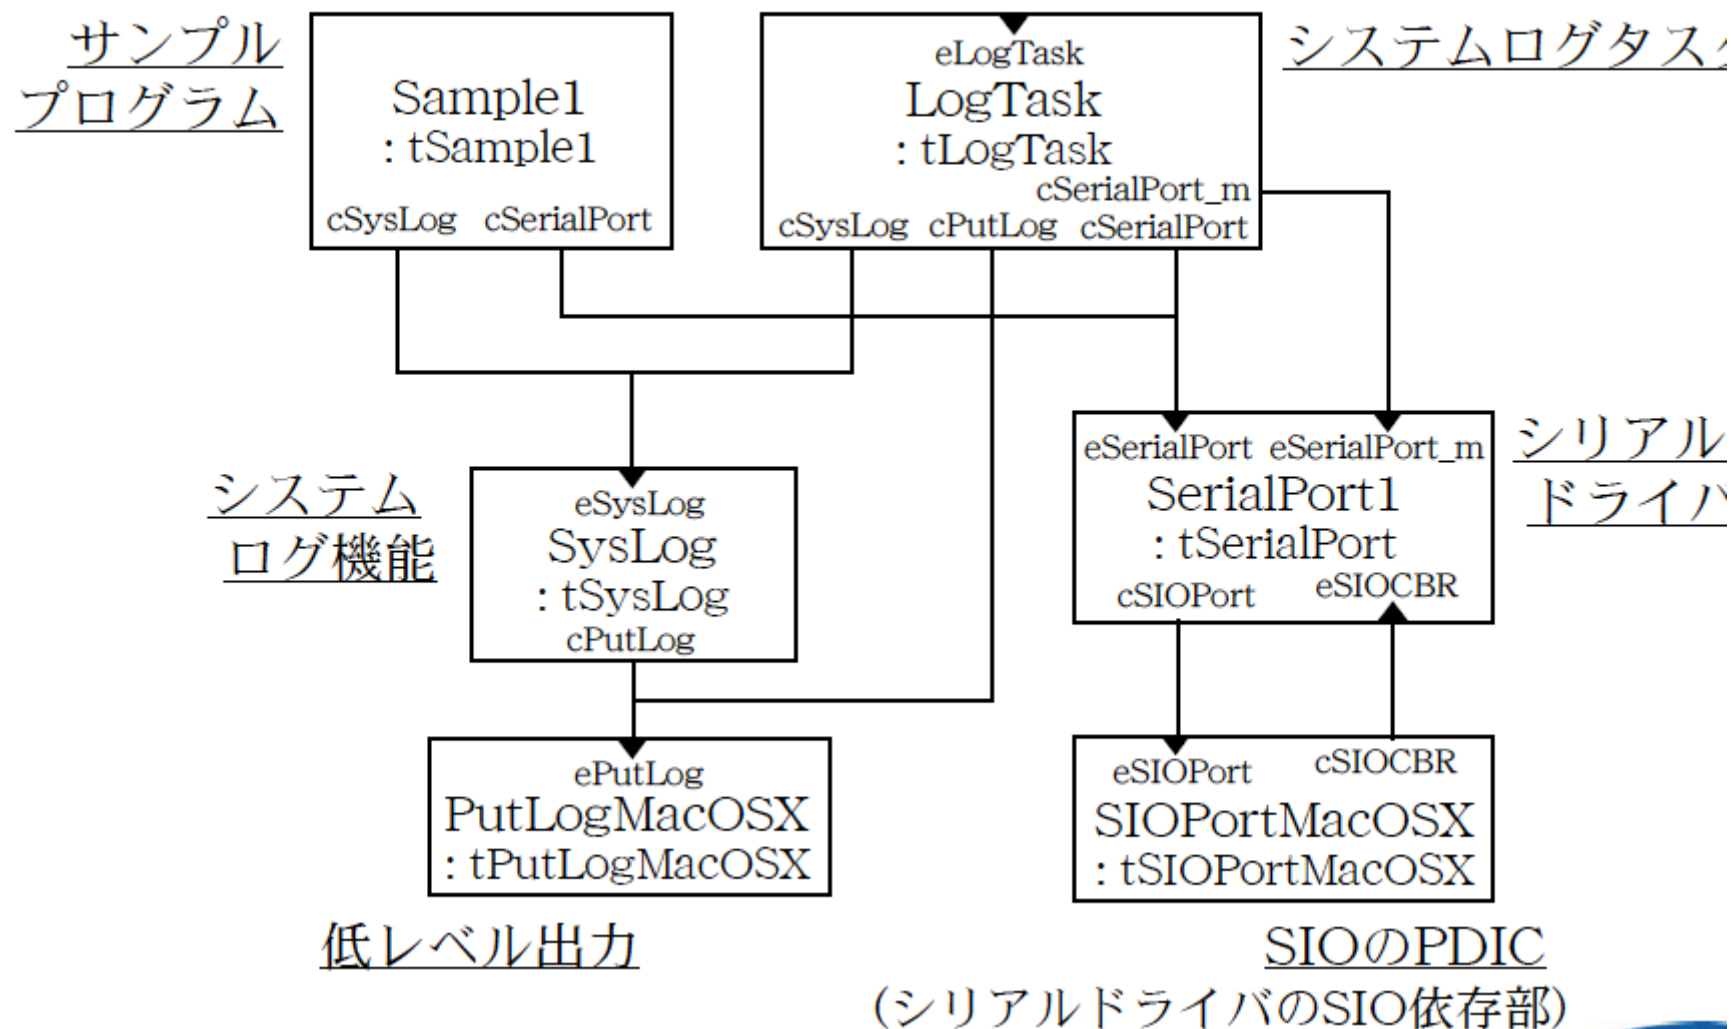 サンプル
プログラム
Sample1
: tSample1
cSysLog cSerialPort
eLogTask
LogTask
: tLogTask
cSerialPort_m
cSysLog cPutLog cSerialPort
システムログタスク
システム
ログ機能
eSysLog
SysLog
: tSysLog
cPutLog
eSerialPort eSerialPort_m
SerialPort1
: tSerialPort
cSIOPort eSIOCBR
シリアル
ドライバ
ePutLog
PutLogMacOSX
: tPutLogMacOSX
低レベル出力
eSIOPort cSIOCBR
SIOPortMacOSX
: tSIOPortMacOSX
SIOのPDIC
(シリアルドライバのSIO依存部)